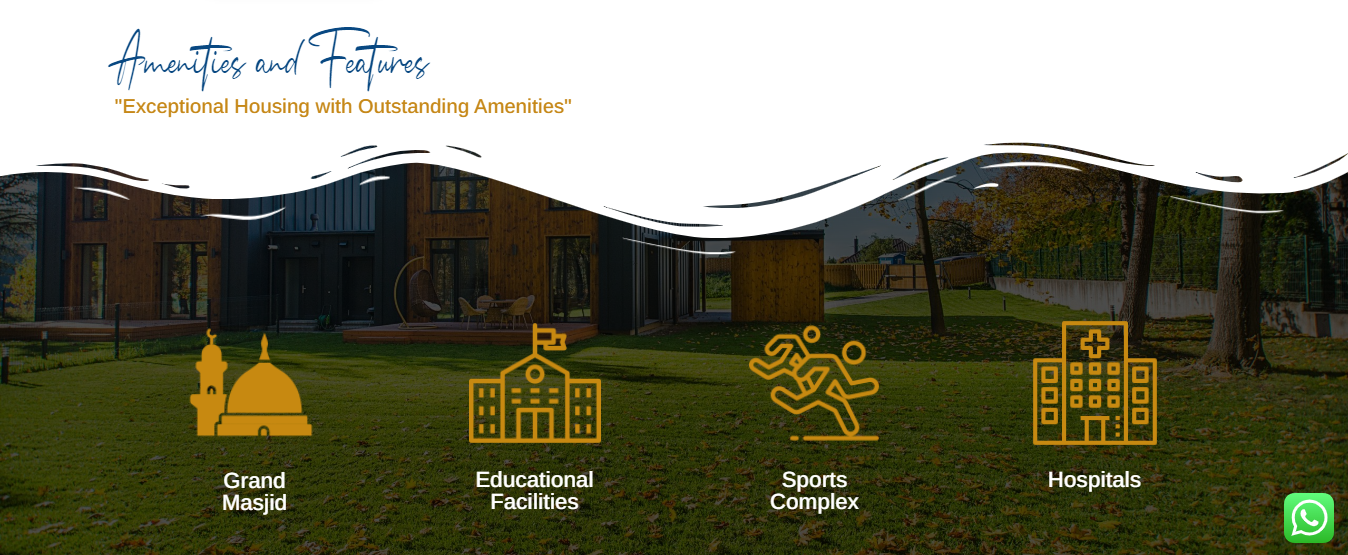 Amenities and Features
"Exceptional Housing with Outstanding Amenities"
Grand
Masjid
Educational
Facilities
Sports
Complex
Hospitals